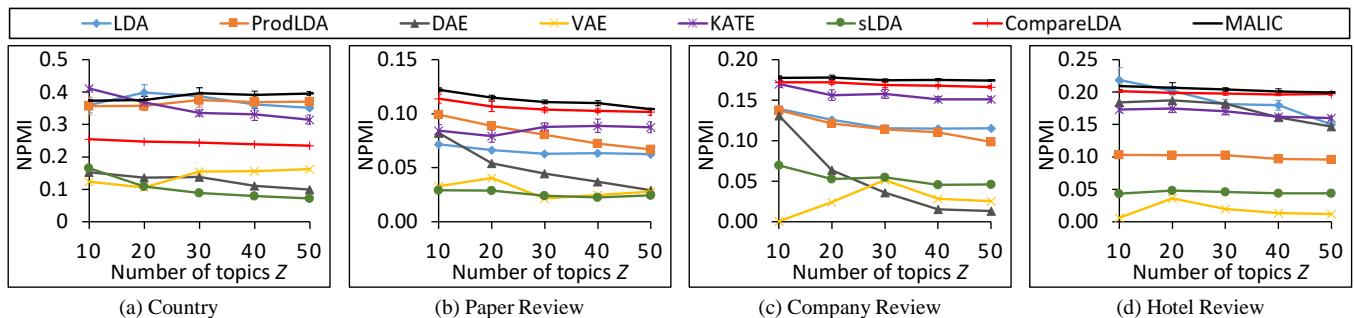 LDA ProdLDA DAE VAE KATE sLDA CompareLDA MALIC
NPMI
0.5
0.4
0.3
0.2
0.1
0
10 20 30 40 50
Number of topics Z
(a) Country
NPMI
0.15
0.10
0.05
0.00
10 20 30 40 50
Number of topics Z
(b) Paper Review
NPMI
0.20
0.15
0.10
0.05
0.00
10 20 30 40 50
Number of topics Z
(c) Company Review
NPMI
0.25
0.20
0.15
0.10
0.05
0.00
10 20 30 40 50
Number of topics Z
(d) Hotel Review